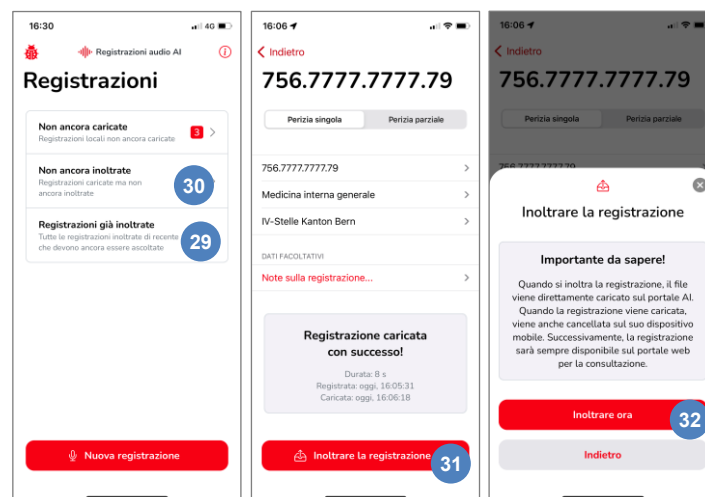 16:30
4G
Registrazioni audio AI
Registrazioni
Non ancora caricate
Registrazioni locali non ancora caricate
3
Non ancora inoltrate
Registrazioni caricate ma non
ancora inoltrate
30
Registrazioni già inoltrate
Tutte le registrazioni inoltrate di recente
che devono ancora essere ascoltate
29
Nuova registrazione
16:06
Indietro
756.7777.7777.79
Perizia singola
Perizia parziale
756.7777.7777.79
Medicina interna generale
IV-Stelle Kanton Bern
DATI FACOLTATIVI
Note sulla registrazione...
Registrazione caricata
con successo!
Durata: 8 s
Registrata: oggi, 16:05:31
Caricata: oggi, 16:06:18
Inoltrare la registrazione
31
16:06
Indietro
756.7777.7777.79
Perizia singola
Perizia parziale
756.7777.7777.79
Inoltrare la registrazione
Importante da sapere!
Quando si inoltra la registrazione, il file
viene direttamente caricato sul portale AI.
Quando la registrazione viene caricata,
viene anche cancellata sul suo dispositivo
mobile. Successivamente, la registrazione
sarà sempre disponibile sul portale web
per la consultazione.
Inoltrare ora
32
Indietro